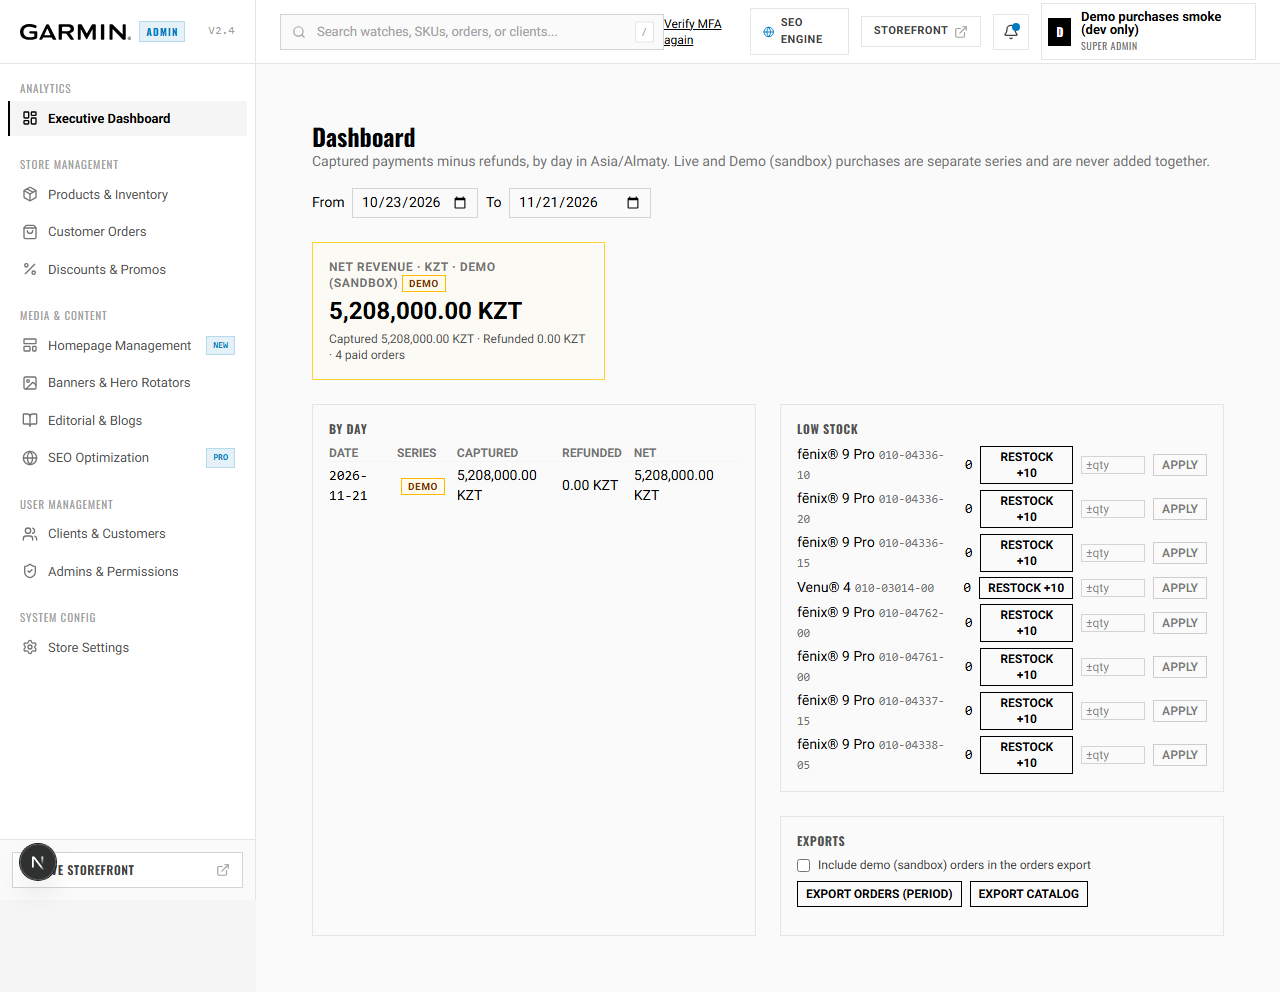 GARMIN. ADMIN V2.4
Search watches, SKUs, orders, or clients... /
Verify MFA
again
SEO
ENGINE
STOREFRONT
D
Demo purchases smoke
(dev only)
SUPER ADMIN
ANALYTICS
Executive Dashboard
STORE MANAGEMENT
Products & Inventory
Customer Orders
Discounts & Promos
MEDIA & CONTENT
Homepage Management NEW
Banners & Hero Rotators
Editorial & Blogs
SEO Optimization PRO
USER MANAGEMENT
Clients & Customers
Admins & Permissions
SYSTEM CONFIG
Store Settings
N
VE STOREFRONT
Dashboard
Captured payments minus refunds, by day in Asia/Almaty. Live and Demo (sandbox) purchases are separate series and are never added together.
From 10/23/2026 To 11/21/2026
NET REVENUE · KZT · DEMO
(SANDBOX) DEMO
5,208,000.00 KZT
Captured 5,208,000.00 KZT · Refunded 0.00 KZT
· 4 paid orders
BY DAY
DATE SERIES CAPTURED REFUNDED NET
2026-
11-21
DEMO
5,208,000.00
KZT
0.00 KZT
5,208,000.00
KZT
LOW STOCK
fēnix® 9 Pro 010-04336-
10
0
RESTOCK
+10
±qty
APPLY
fēnix® 9 Pro 010-04336-
20
0
RESTOCK
+10
±qty
APPLY
fēnix® 9 Pro 010-04336-
15
0
RESTOCK
+10
±qty
APPLY
Venu® 4 010-03014-00 0 RESTOCK +10 ±qty APPLY
fēnix® 9 Pro 010-04762-
00
0
RESTOCK
+10
±qty
APPLY
fēnix® 9 Pro 010-04761-
00
0
RESTOCK
+10
±qty
APPLY
fēnix® 9 Pro 010-04337-
15
0
RESTOCK
+10
±qty
APPLY
fēnix® 9 Pro 010-04338-
05
0
RESTOCK
+10
±qty
APPLY
EXPORTS
Include demo (sandbox) orders in the orders export
EXPORT ORDERS (PERIOD) EXPORT CATALOG